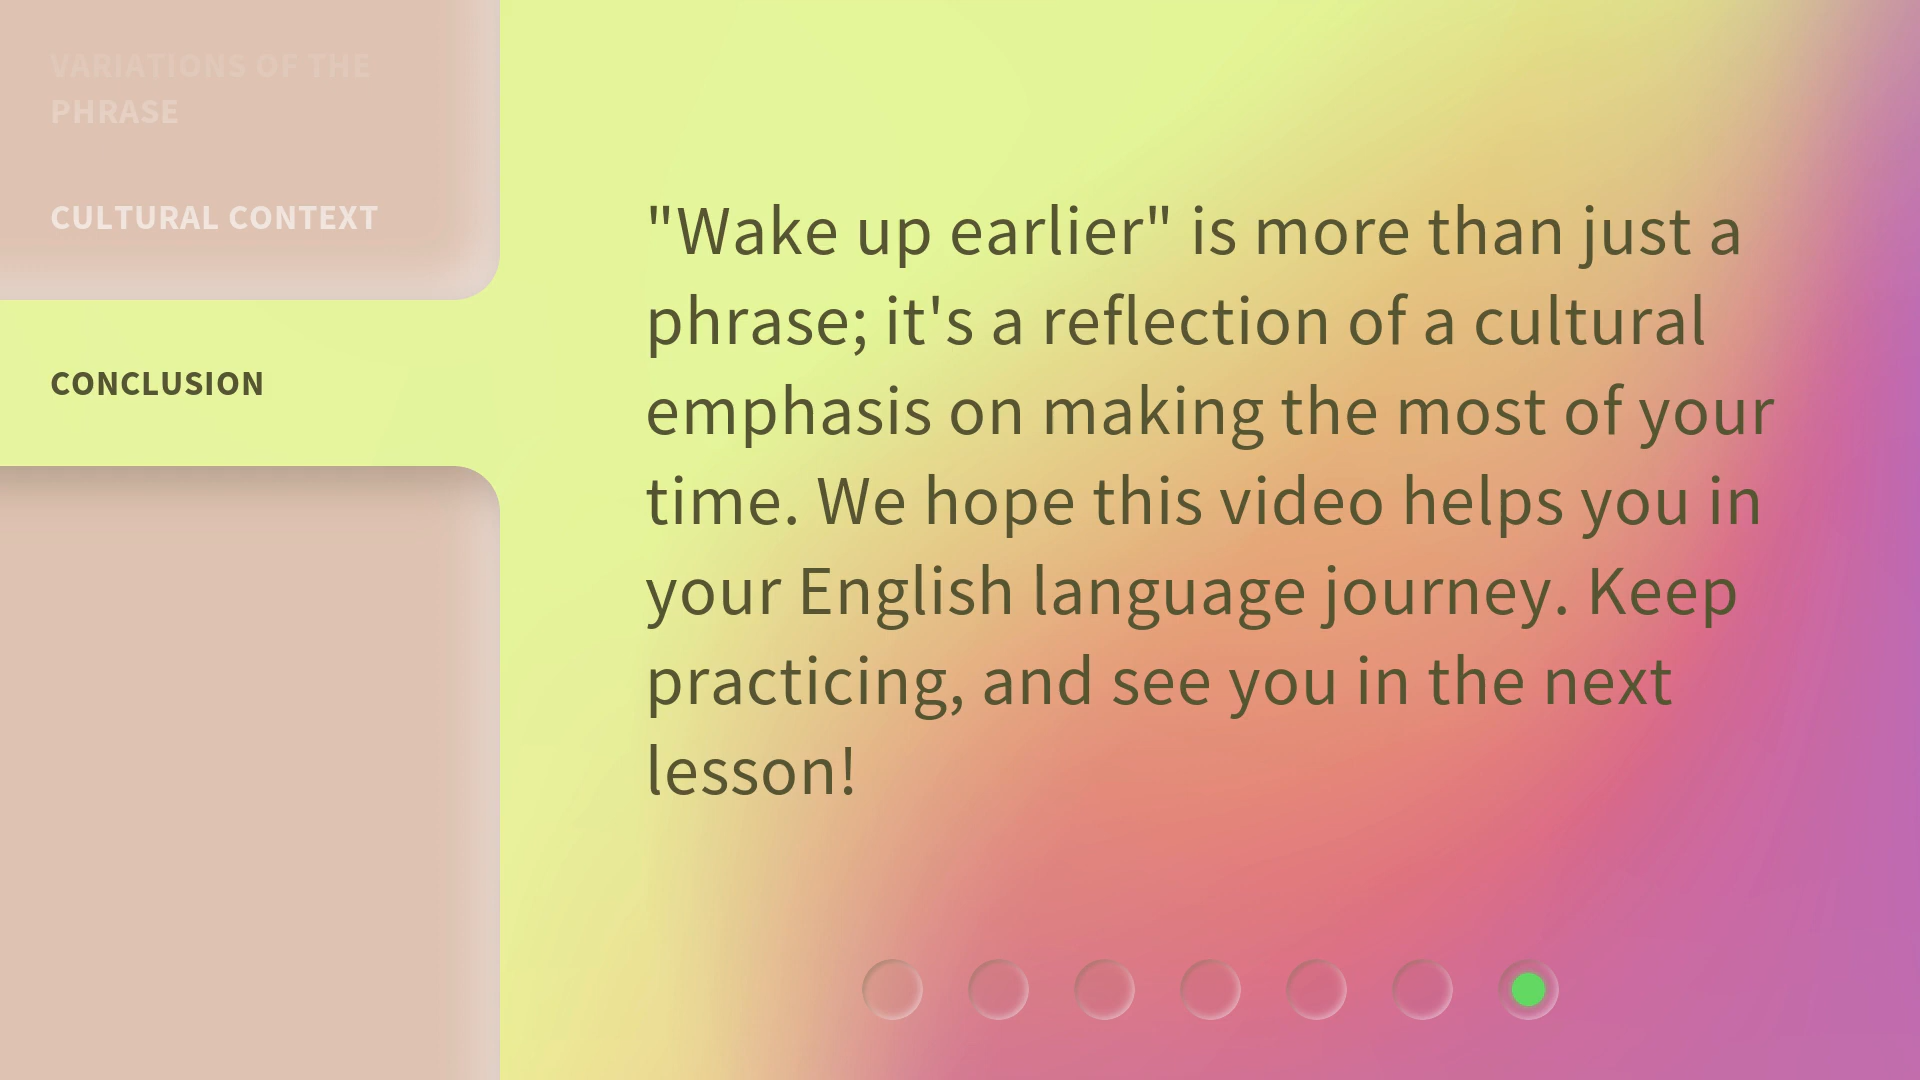 VARIATIONS OF THE
PHRASE
CULTURAL CONTEXT
CONCLUSION
"Wake up earlier" is more than just a
phrase; it's a reflection of a cultural
emphasis on making the most of your
time. We hope this video helps you in
your English language journey. Keep
practicing, and see you in the next
lesson!